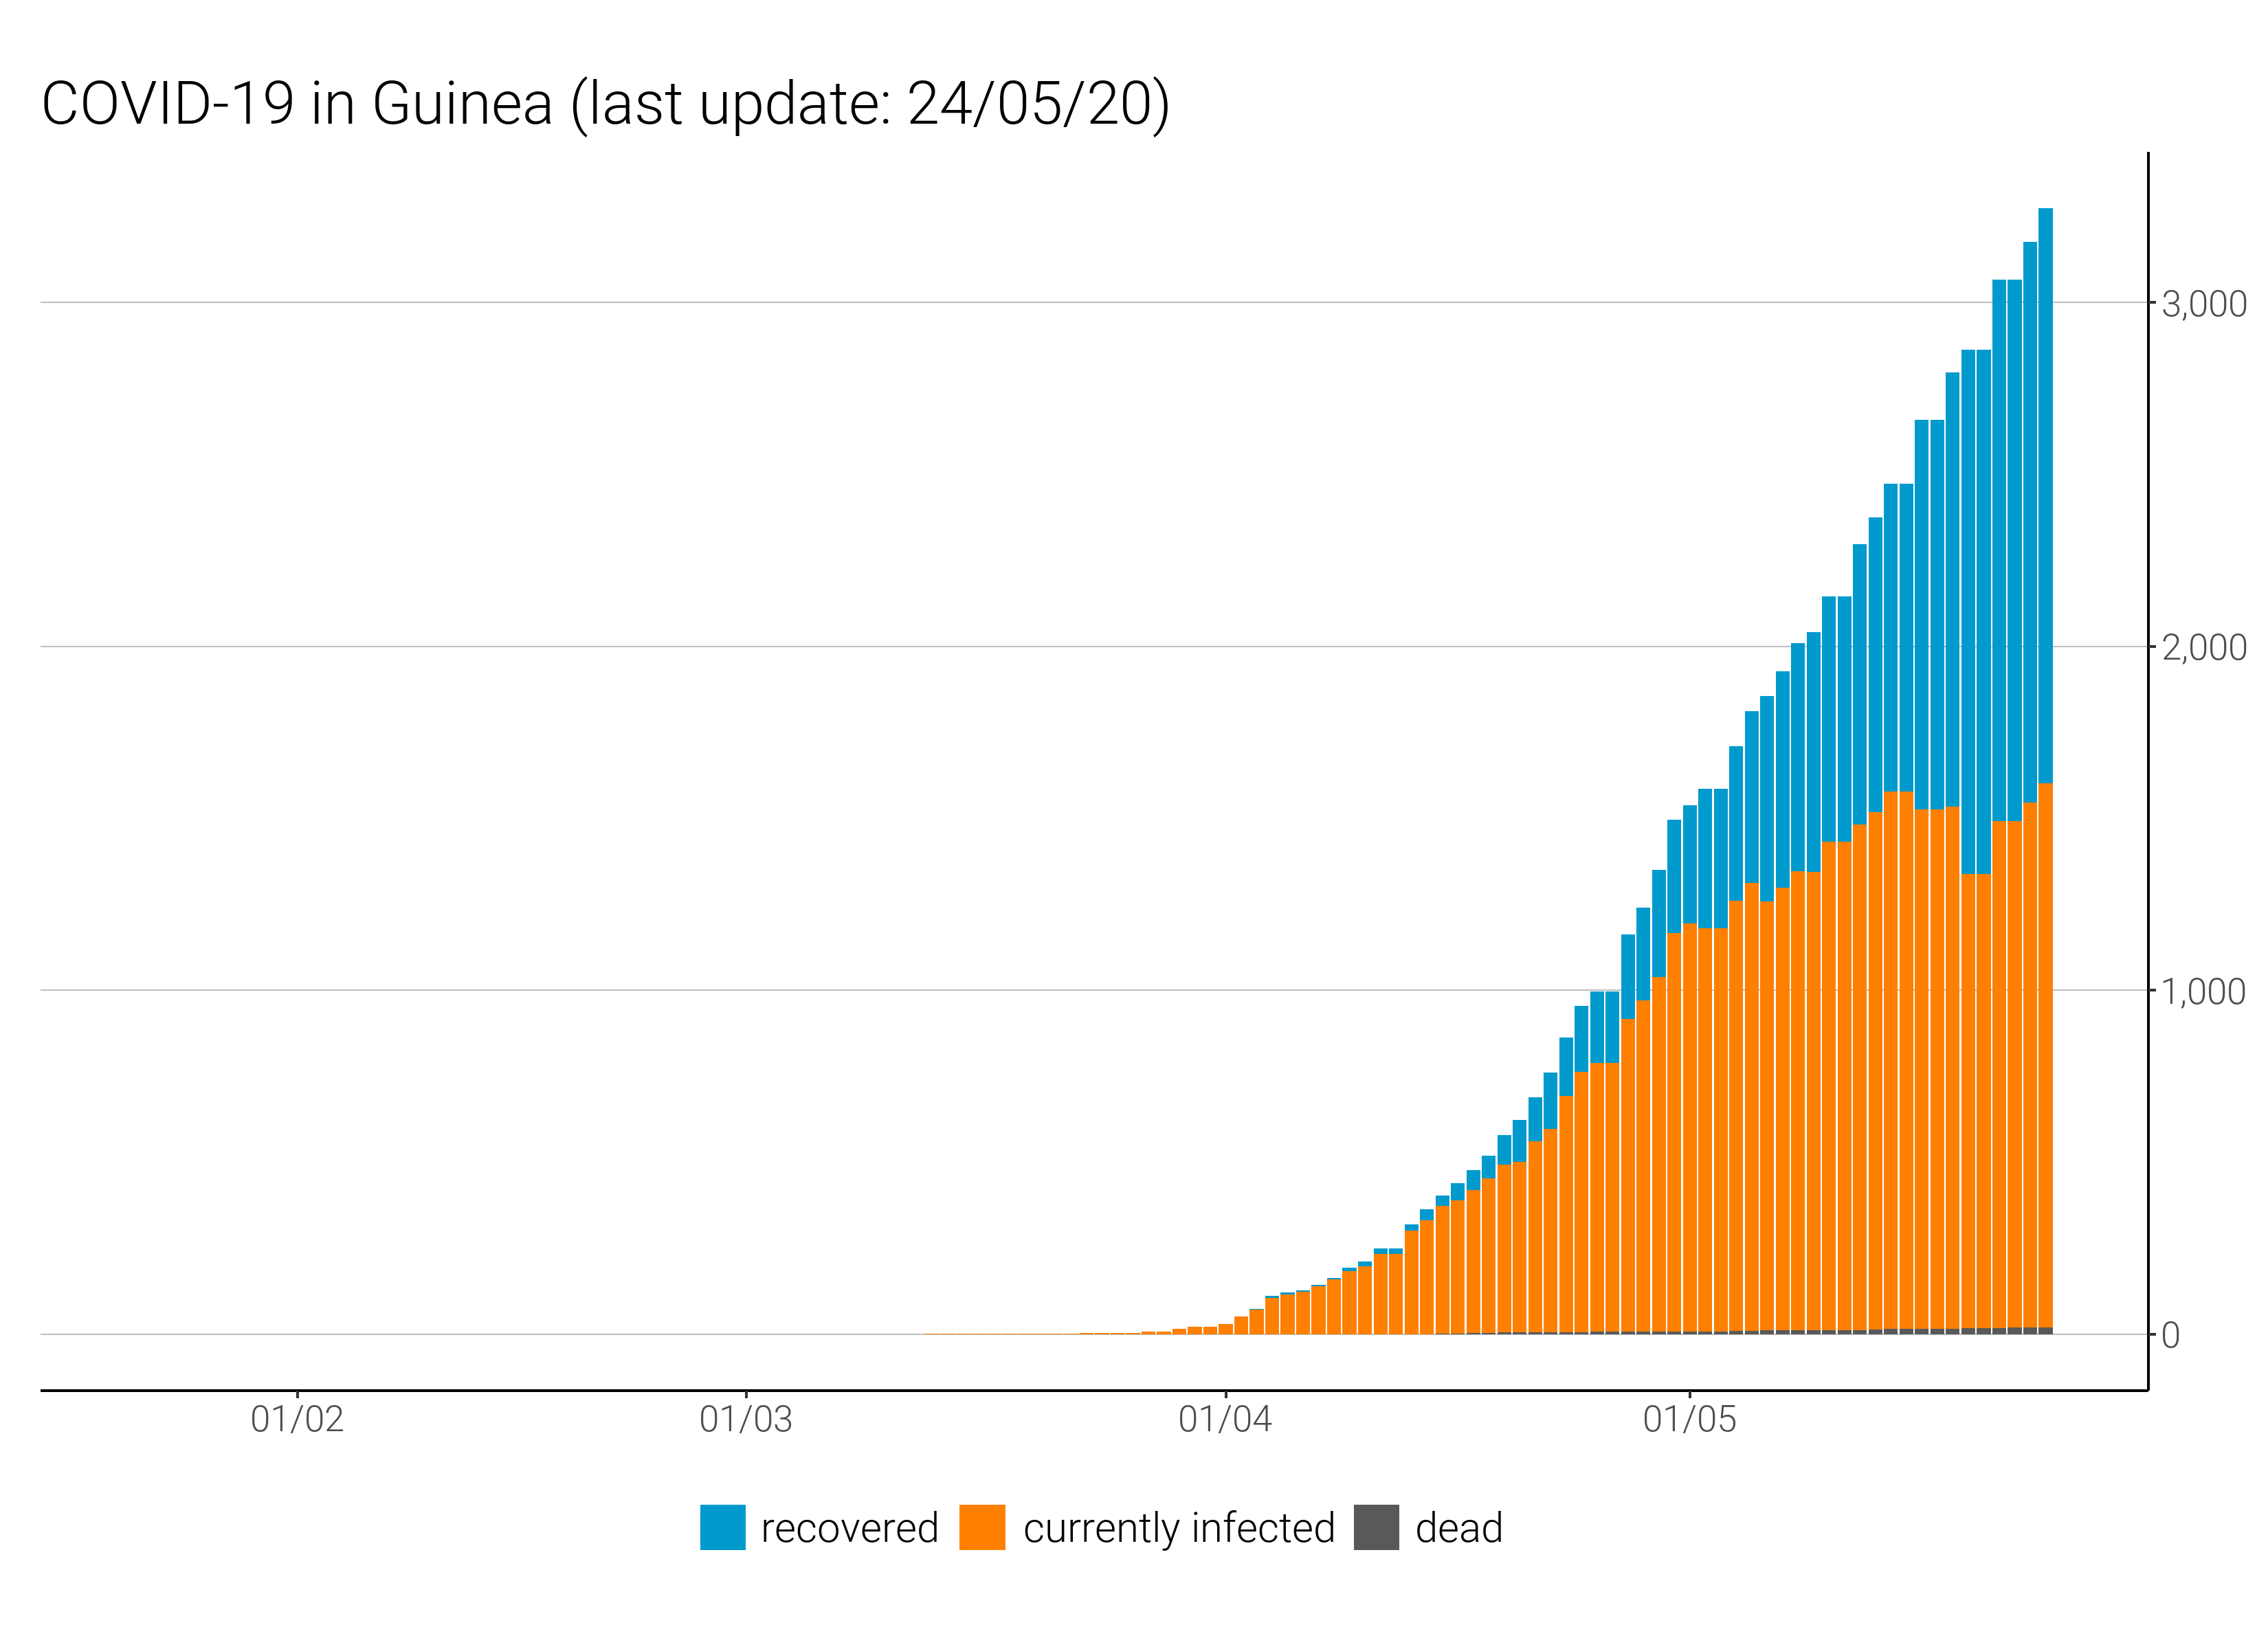 COVID-19 in Guinea (last update: 24/05/20)
3,000
2,000
1,000
0
01/02 01/03 01/04 01/05
recovered currently infected dead